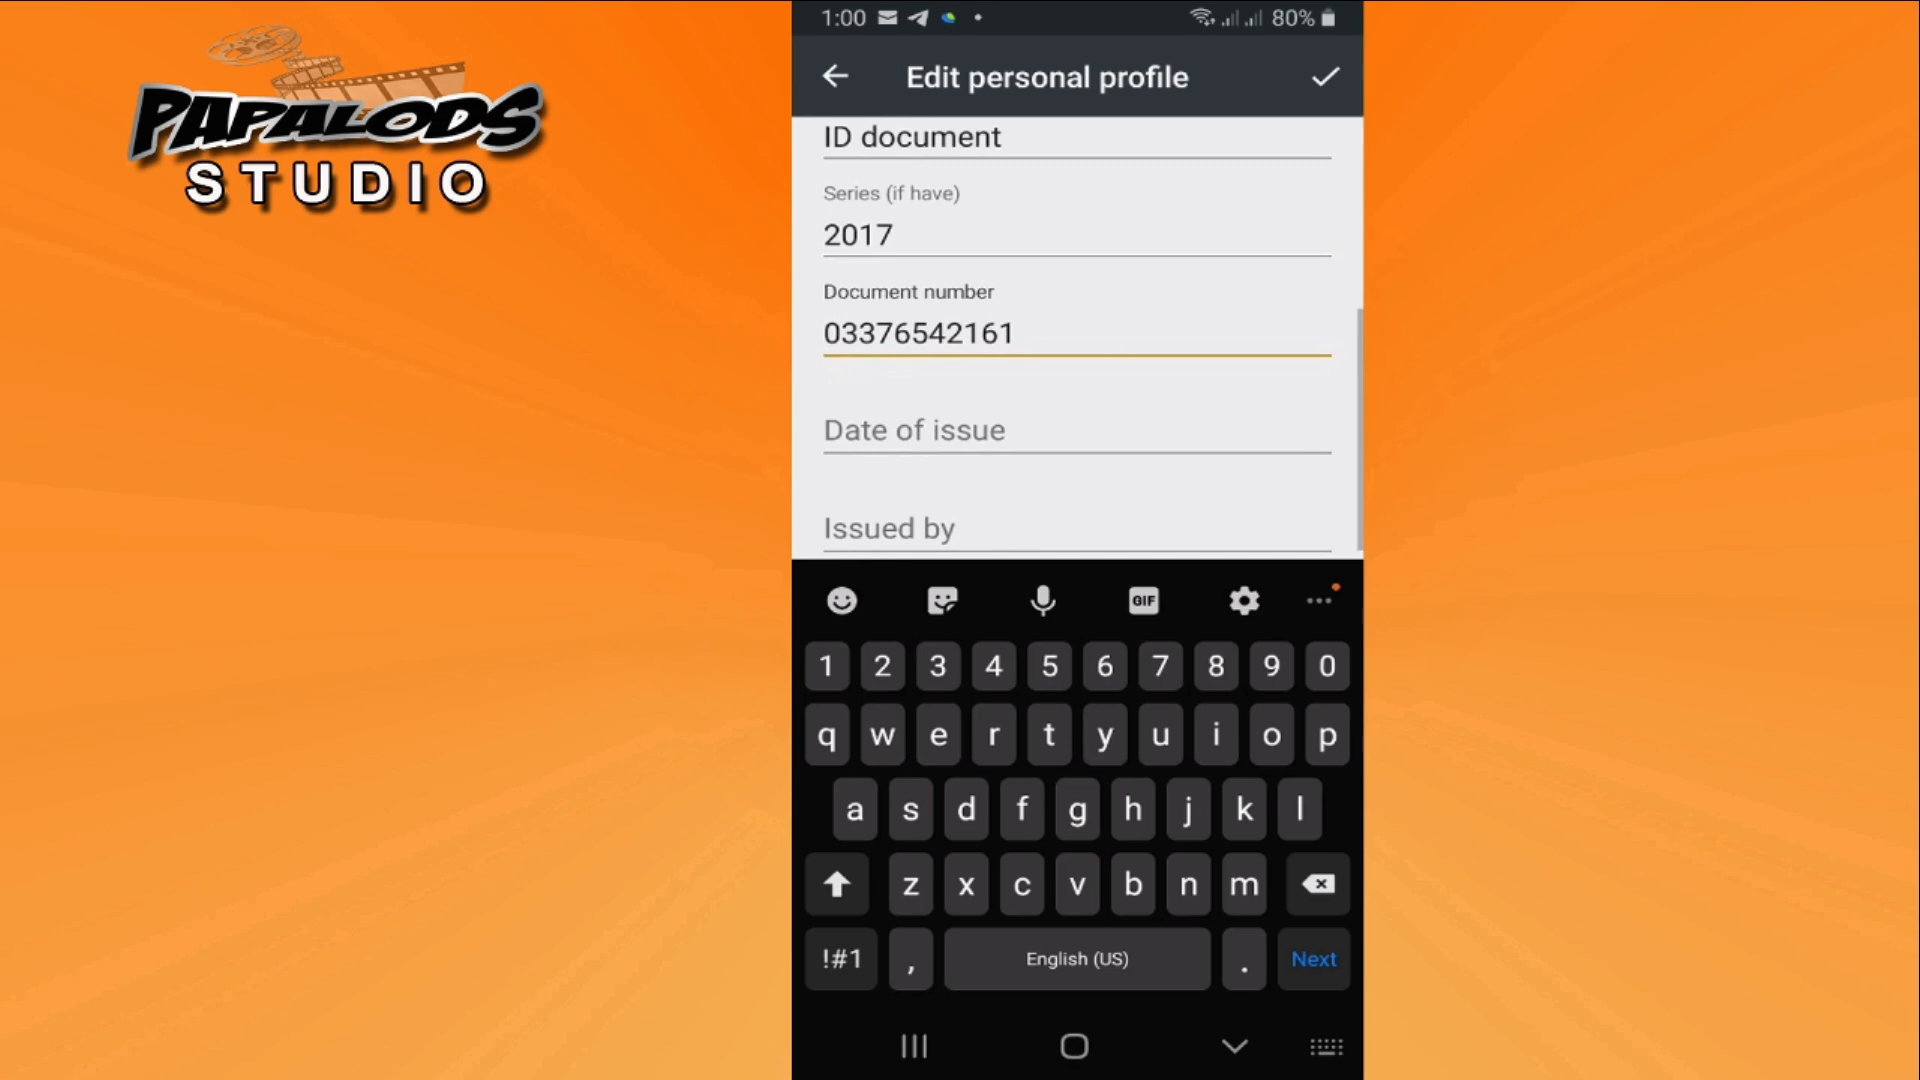 PAPALODS
STUDIO
1:00
80%
Edit personal profile
ID document
Series (if have)
2017
Document number
03376542161
Date of issue
Issued by
GIF
1 2 3 4 5 6 7 8 9 0
q w e r t y u i o p
a s d f g h j k l
z x c v b n m
!#1 , English (US) . Next